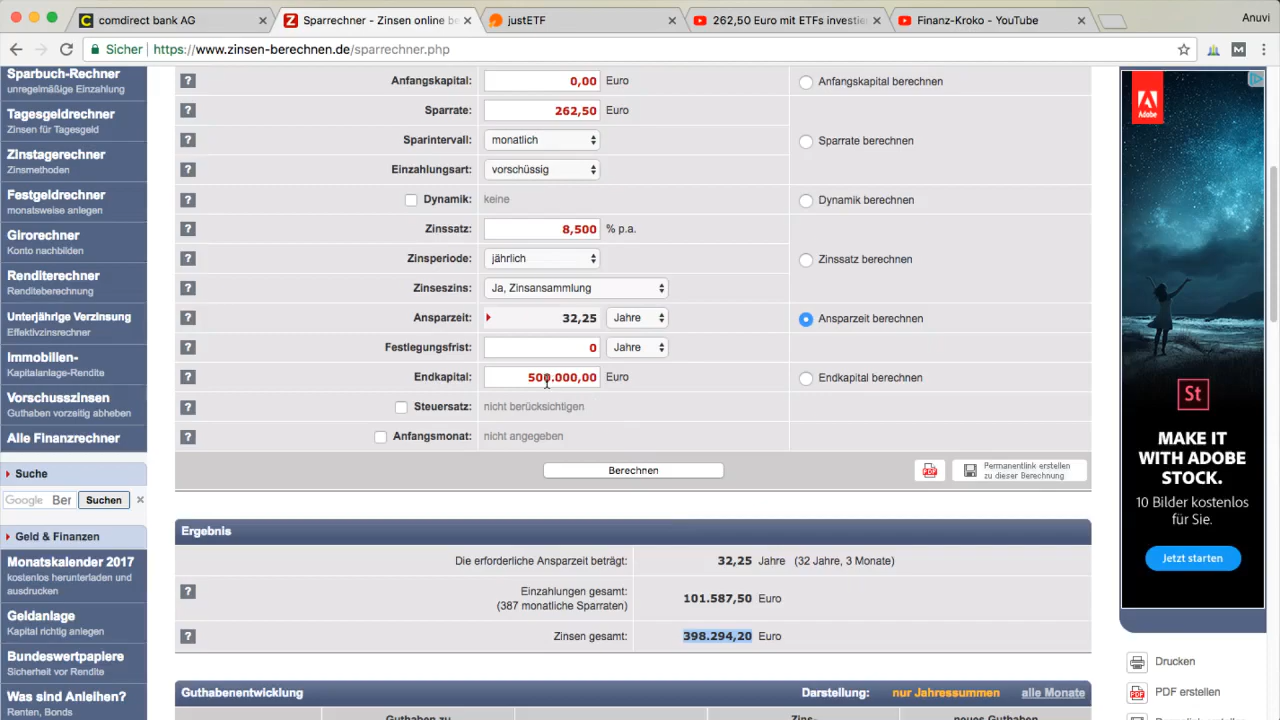 comdirect bank AG
Sparrechner - Zinsen online be
justETF
262,50 Euro mit ETFs investie
Finanz-Kroko - YouTube
Anuvi
Sicher
https://www.zinsen-berechnen.de/sparrechner.php
Sparbuch-Rechner
unregelmäßige Einzahlung
Tagesgeldrechner
Zinsen für Tagesgeld
Zinstagerechner
Zinsmethoden
Festgeldrechner
monatsweise anlegen
Girorechner
Konto nachbilden
Renditerechner
Renditeberechnung
Unterjährige Verzinsung
Effektivzinsrechner
Immobilien-
Kapitalanlage-Rendite
Vorschusszinsen
Guthaben vorzeitig abheben
Alle Finanzrechner
Suche
Google
Ber
Suchen
Geld & Finanzen
Monatskalender 2017
kostenlos herunterladen und
ausdrucken
Geldanlage
Kapital richtig anlegen
Bundeswertpapiere
Sicherheit vor Rendite
Was sind Anleihen?
Renten, Bonds
? Anfangskapital: 0,00 Euro Anfangskapital berechnen
? Sparrate: 262,50 Euro
? Sparintervall: monatlich Sparrate berechnen
? Einzahlungsart: vorschüssig
? Dynamik: keine Dynamik berechnen
? Zinssatz: 8,500 % p.a.
? Zinsperiode: jährlich Zinssatz berechnen
? Zinseszins: Ja, Zinsansammlung
? Ansparzeit: 32,25 Jahre Ansparzeit berechnen
? Festlegungsfrist: 0 Jahre
? Endkapital: 500.000,00 Euro Endkapital berechnen
? Steuersatz: nicht berücksichtigen
? Anfangsmonat: nicht angegeben
Berechnen
PDF
Permanentlink erstellen
zu dieser Berechnung
Ergebnis
Die erforderliche Ansparzeit beträgt: 32,25 Jahre (32 Jahre, 3 Monate)
? Einzahlungen gesamt:
(387 monatliche Sparraten)
101.587,50 Euro
? Zinsen gesamt: 398.294,20 Euro
Guthabenentwicklung
Darstellung: nur Jahressummen alle Monate
Guthaben zu
Zins-
neues Guthaben
Adobe
St
MAKE IT
WITH ADOBE
STOCK.
10 Bilder kostenlos
für Sie.
Jetzt starten
Drucken
PDF erstellen